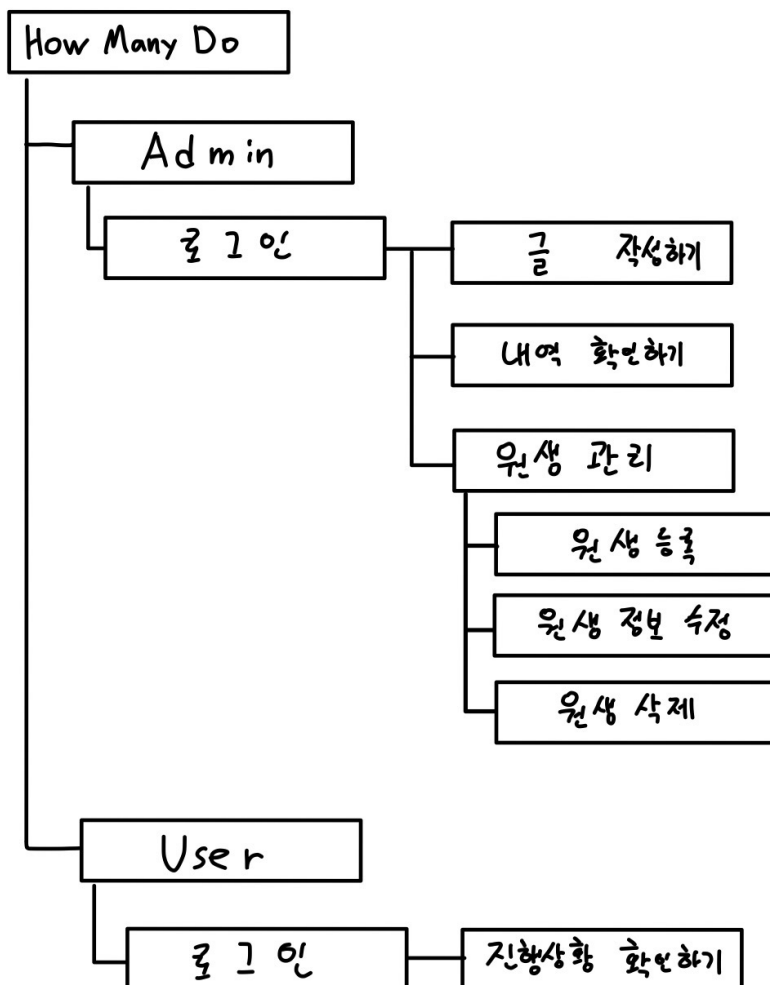 How Many Do
Admin
로그인
글 작성하기
내역 확인하기
원생 관리
원생 등록
원생 정보 수정
원생 삭제
User
로그인
진행상황 확인하기